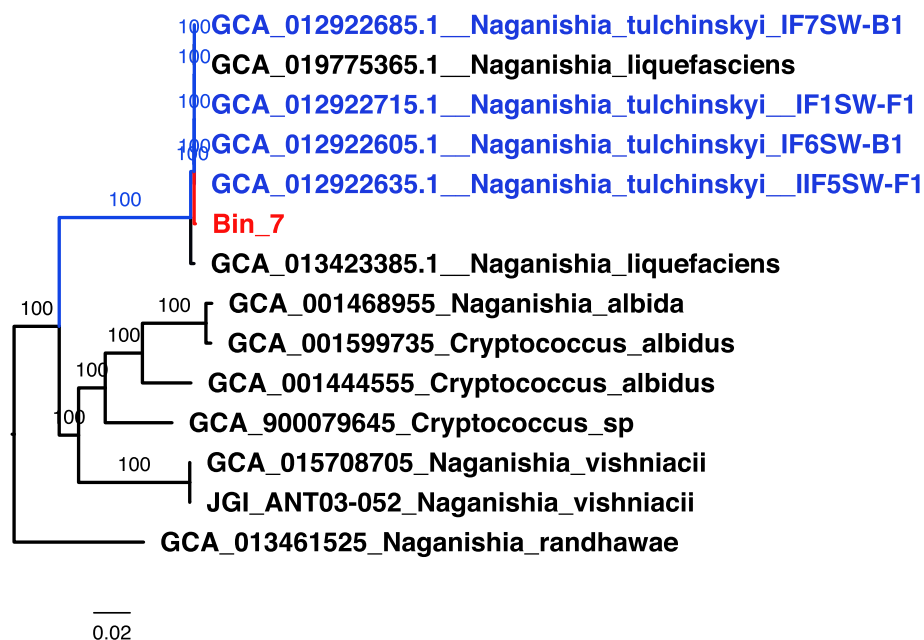 100 GCA_012922685.1__Naganishia_tulchinskyi_IF7SW-B1
100 GCA_019775365.1__Naganishia_liquefasciens
100 GCA_012922715.1__Naganishia_tulchinskyi__IF1SW-F1
100 GCA_012922605.1__Naganishia_tulchinskyi_IF6SW-B1
100 GCA_012922635.1__Naganishia_tulchinskyi__IIF5SW-F1
100
Bin_7
GCA_013423385.1__Naganishia_liquefaciens
100 100 GCA_001468955_Naganishia_albida
100 GCA_001599735_Cryptococcus_albidus
100 GCA_001444555_Cryptococcus_albidus
100 GCA_900079645_Cryptococcus_sp
100 GCA_015708705_Naganishia_vishniacii
JGI_ANT03-052_Naganishia_vishniacii
GCA_013461525_Naganishia_randhawae
0.02